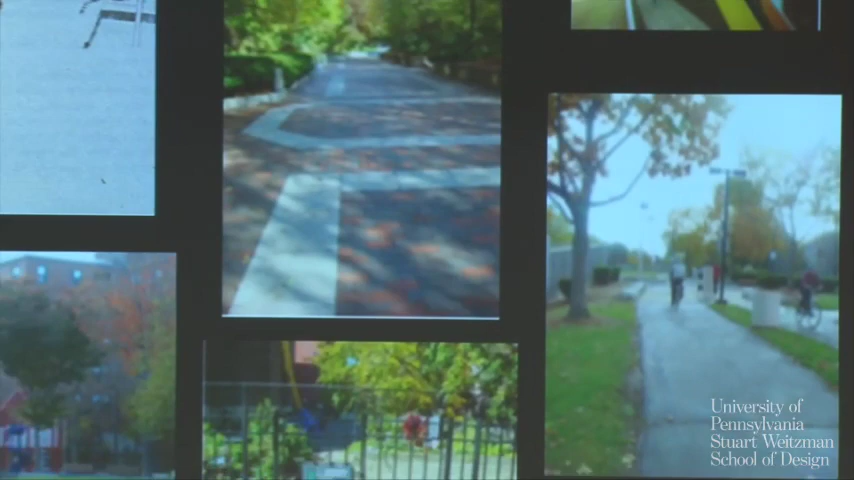 University of
Pennsylvania
Stuart Weitzman
School of Design